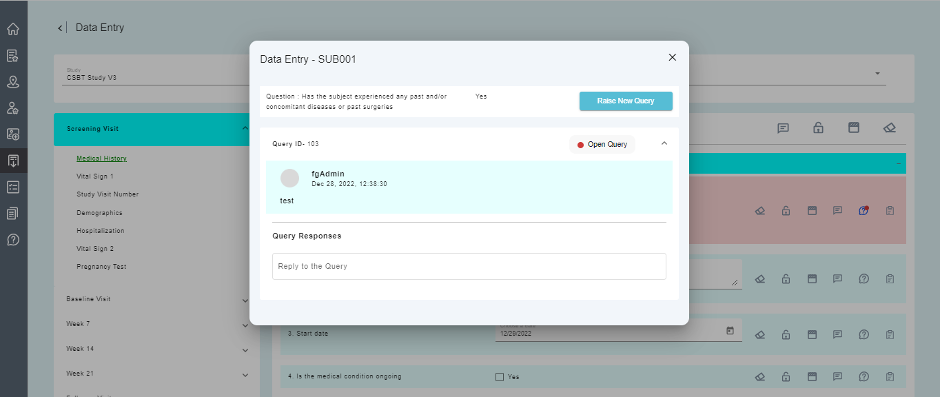 Data Entry
Study
CSBT Study V3
Screening Visit
Medical History
Vital Sign 1
Study Visit Number
Demographics
Hospitalization
Vital Sign 2
Pregnancy Test
Baseline Visit
Week 7
Week 14
Week 21
Data Entry - SUB001
Question : Has the subject experienced any past and/or
concomitant diseases or past surgeries
Yes
Raise New Query
Query ID- 103
Open Query
fgAdmin
Dec 28, 2022, 12:38:30
test
Query Responses
Reply to the Query
3. Start date
12/29/2022
4. Is the medical condition ongoing
Yes